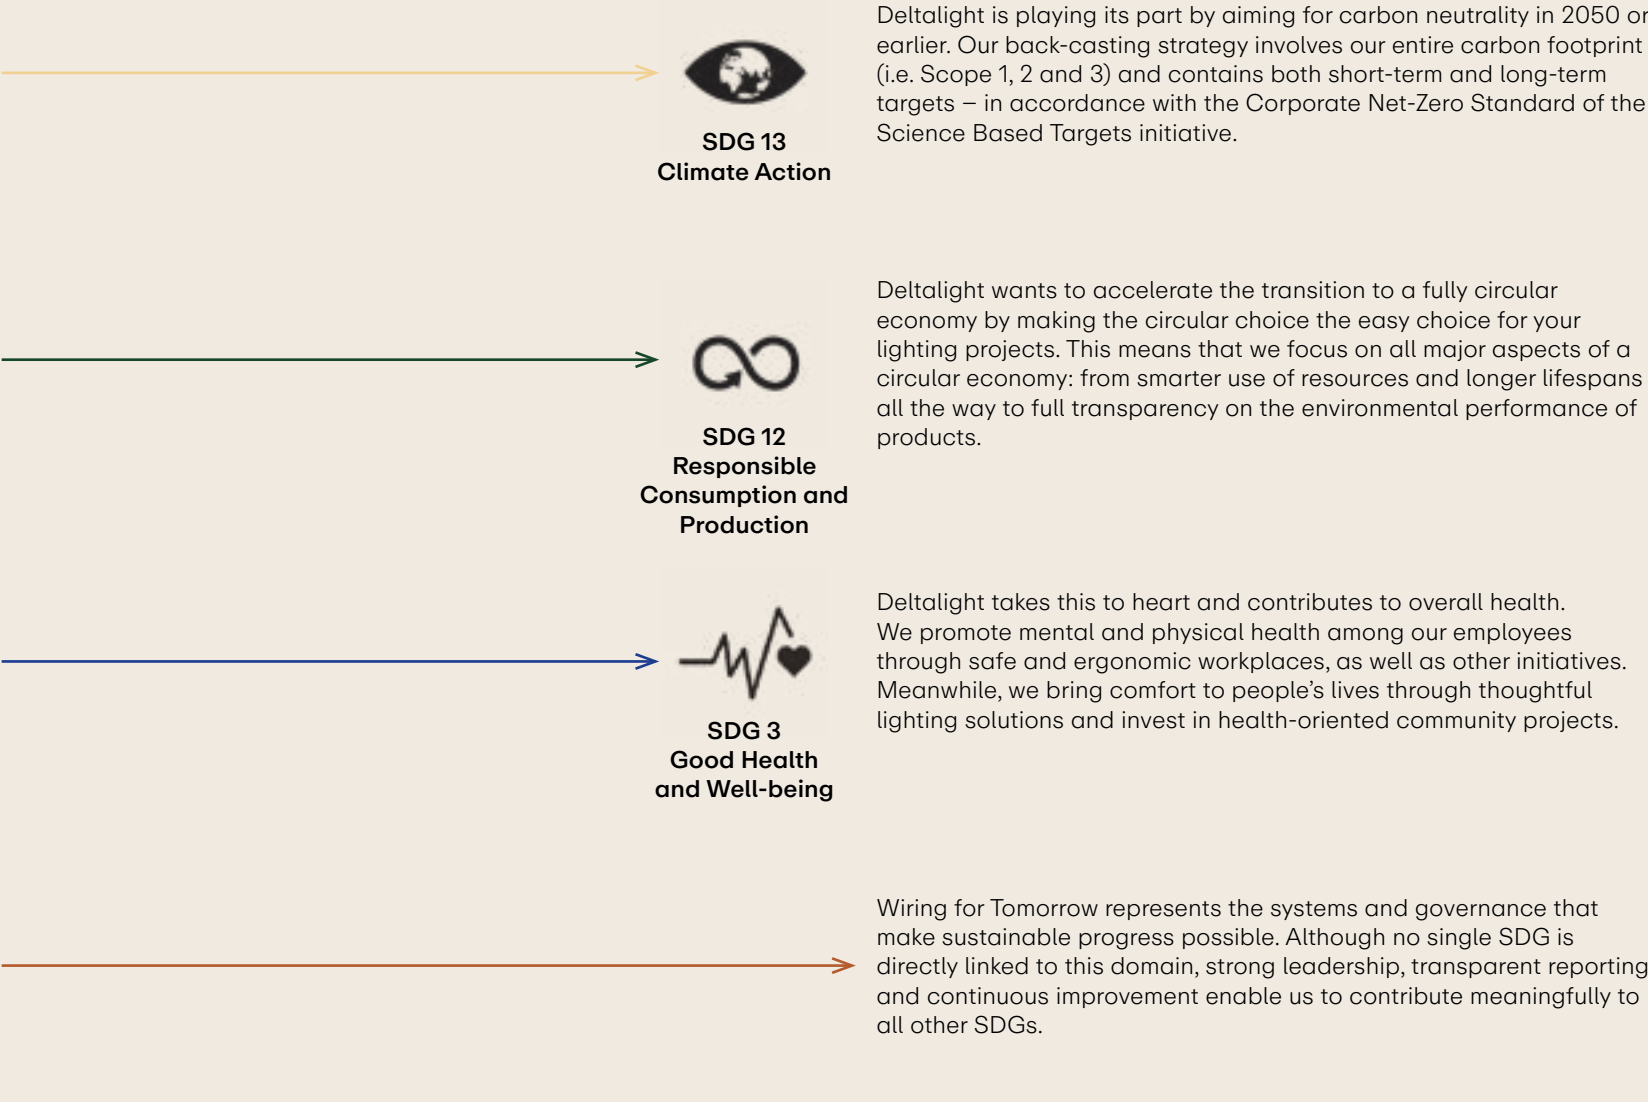 Deltalight is playing its part by aiming for carbon neutrality in 2050 or
earlier. Our back-casting strategy involves our entire carbon footprint
(i.e. Scope 1, 2 and 3) and contains both short-term and long-term
targets – in accordance with the Corporate Net-Zero Standard of the
Science Based Targets initiative.
SDG 13
Climate Action
Deltalight wants to accelerate the transition to a fully circular
economy by making the circular choice the easy choice for your
lighting projects. This means that we focus on all major aspects of a
circular economy: from smarter use of resources and longer lifespans
all the way to full transparency on the environmental performance of
products.
SDG 12
Responsible
Consumption and
Production
Deltalight takes this to heart and contributes to overall health.
We promote mental and physical health among our employees
through safe and ergonomic workplaces, as well as other initiatives.
Meanwhile, we bring comfort to people’s lives through thoughtful
lighting solutions and invest in health-oriented community projects.
SDG 3
Good Health
and Well-being
Wiring for Tomorrow represents the systems and governance that
make sustainable progress possible. Although no single SDG is
directly linked to this domain, strong leadership, transparent reporting
and continuous improvement enable us to contribute meaningfully to
all other SDGs.